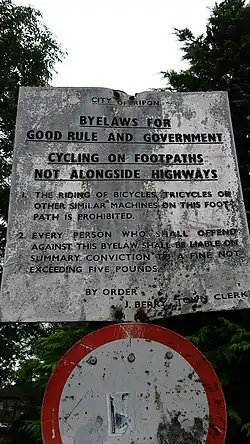 CITY OF RIPON
BYELAWS FOR
GOOD RULE AND GOVERNMENT
CYCLING ON FOOTPATHS
NOT ALONGSIDE HIGHWAYS
1. THE RIDING OF BICYCLES, TRICYCLES OR
OTHER SIMILAR MACHINES ON THIS FOOT-
PATH IS PROHIBITED.
2. EVERY PERSON WHO SHALL OFFEND
AGAINST THIS BYELAW SHALL BE LIABLE ON
SUMMARY CONVICTION TO A FINE NOT
EXCEEDING FIVE POUNDS.
BY ORDER
J. BERRY, TOWN CLERK